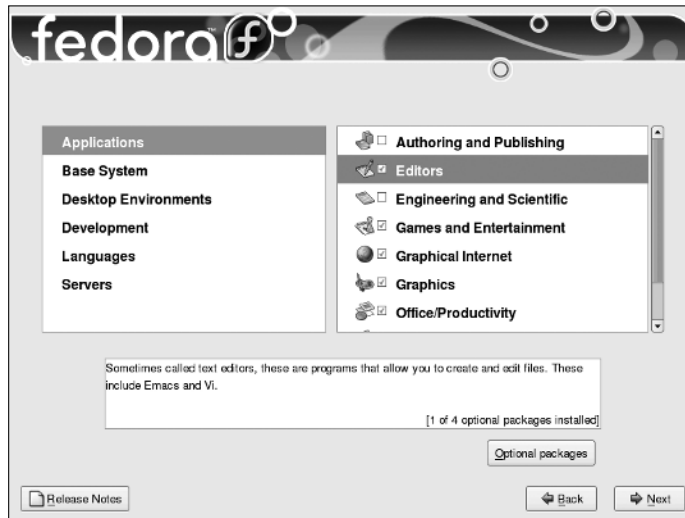 fedora
Applications
Base System
Desktop Environments
Development
Languages
Servers
Authoring and Publishing
Editors
Engineering and Scientific
Games and Entertainment
Graphical Internet
Graphics
Office/Productivity
Sometimes called text editors, these are programs that allow you to create and edit files. These
include Emacs and Vi.
[1 of 4 optional packages installed]
Optional packages
Release Notes
Back
Next